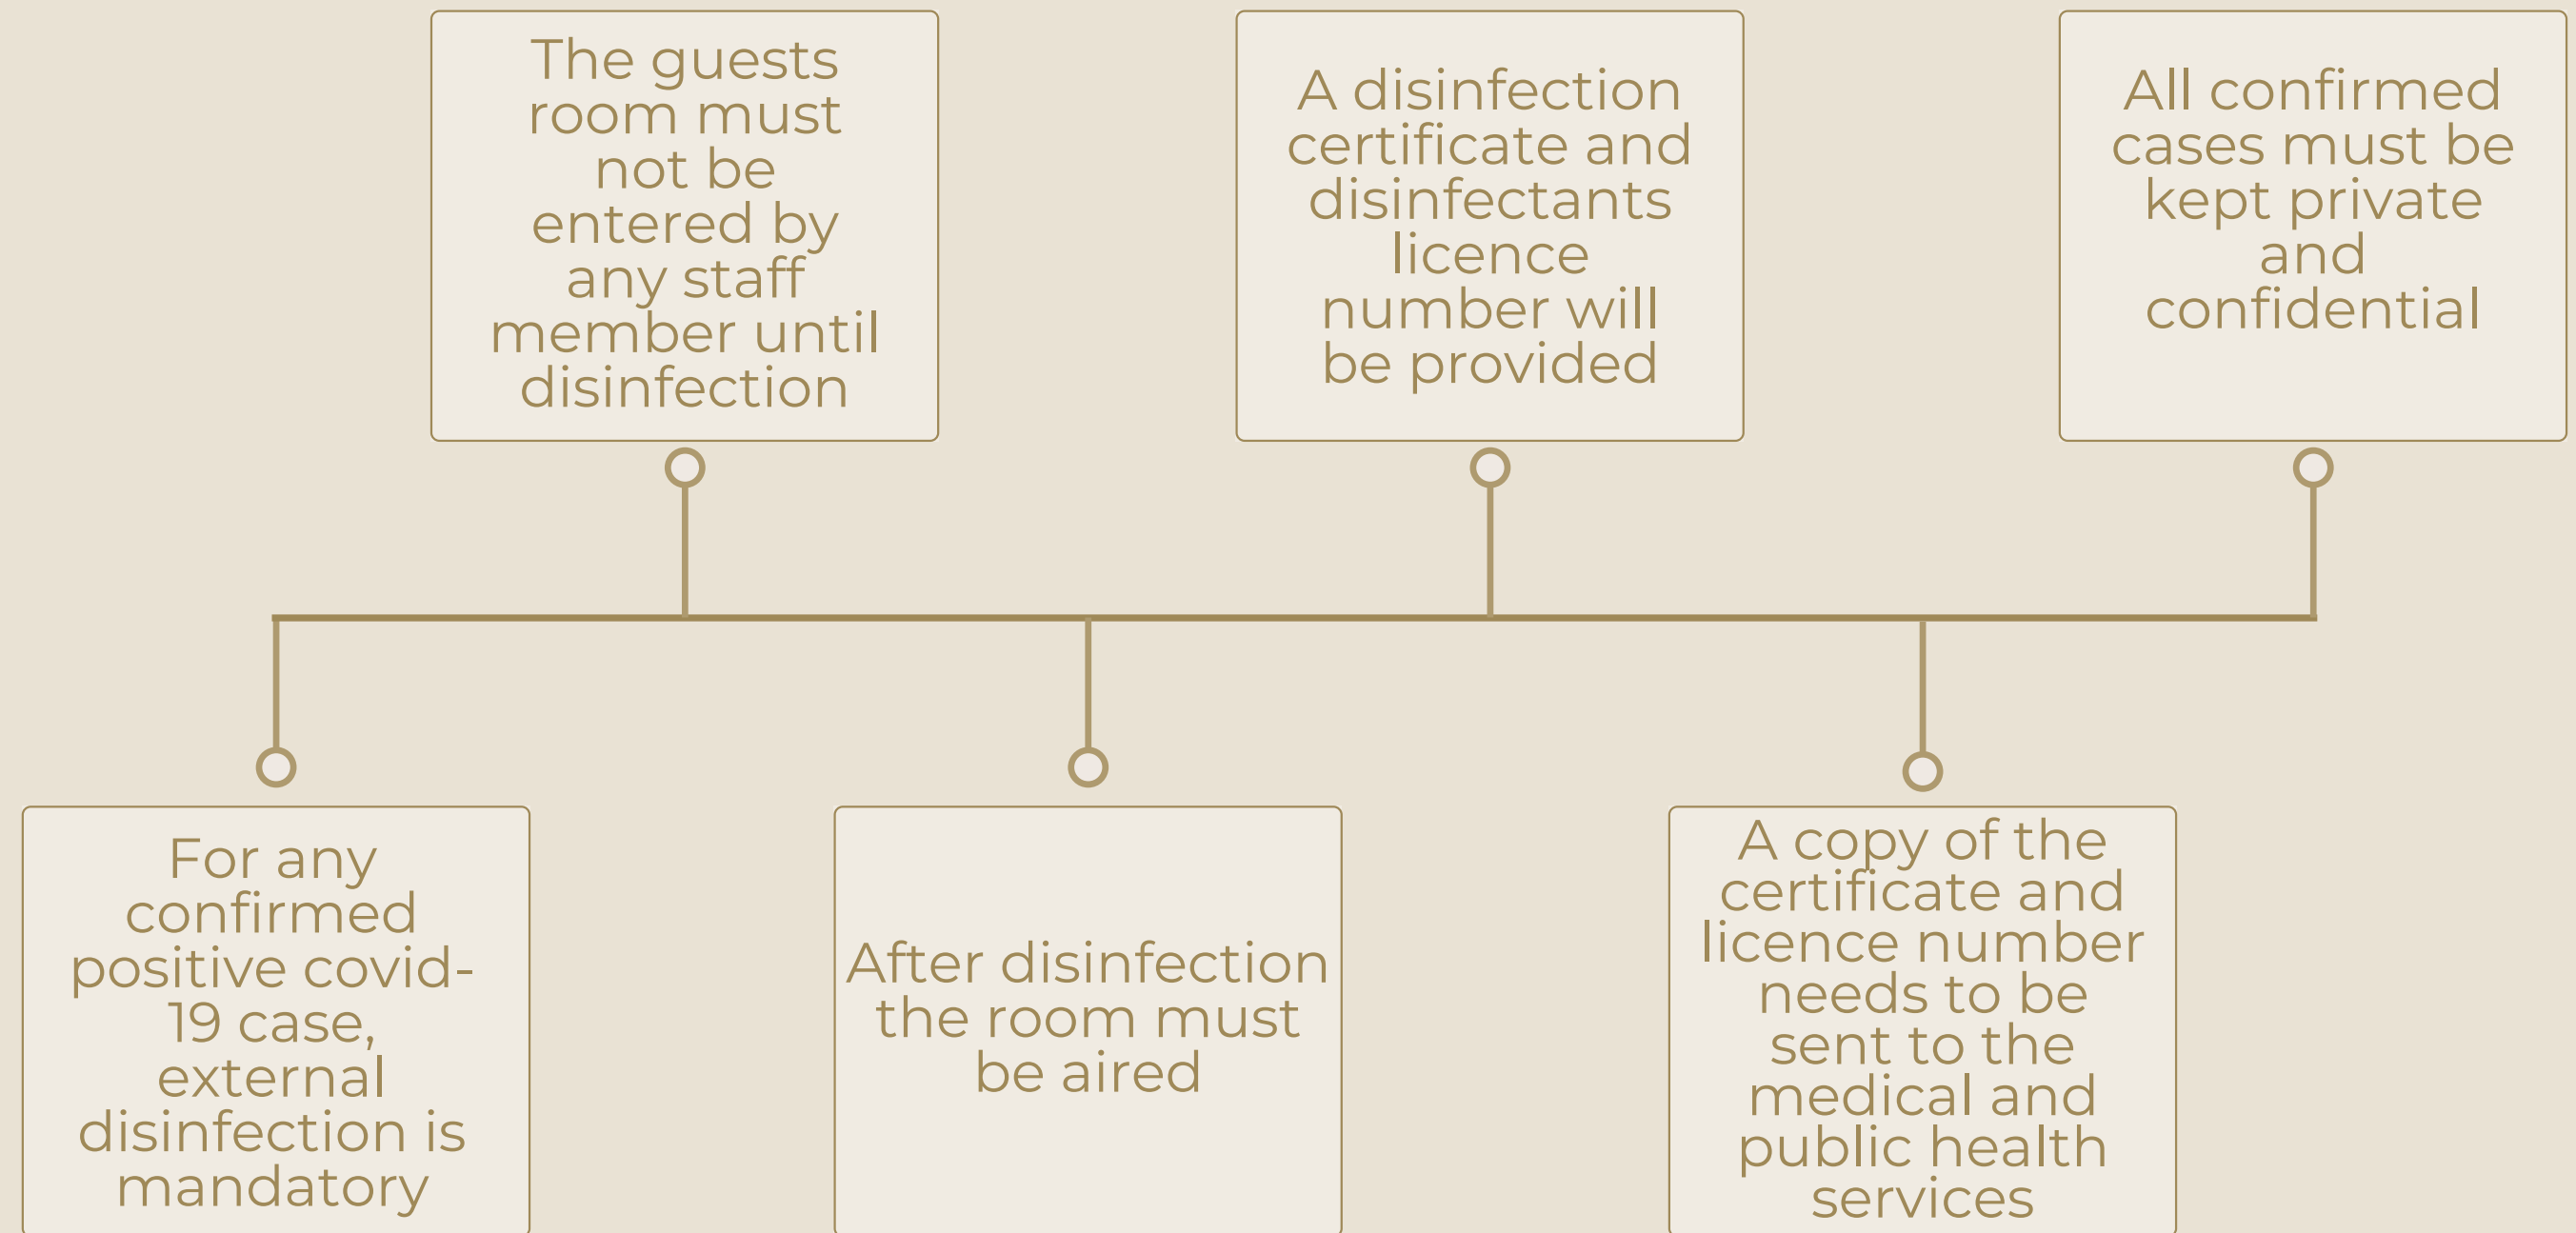 The guests
room must
not be
entered by
any staff
member until
disinfection
A disinfection
certificate and
disinfectants
licence
number will
be provided
All confirmed
cases must be
kept private
and
confidential
For any
confirmed
positive covid-
19 case,
external
disinfection is
mandatory
After disinfection
the room must
be aired
A copy of the
certificate and
licence number
needs to be
sent to the
medical and
public health
services